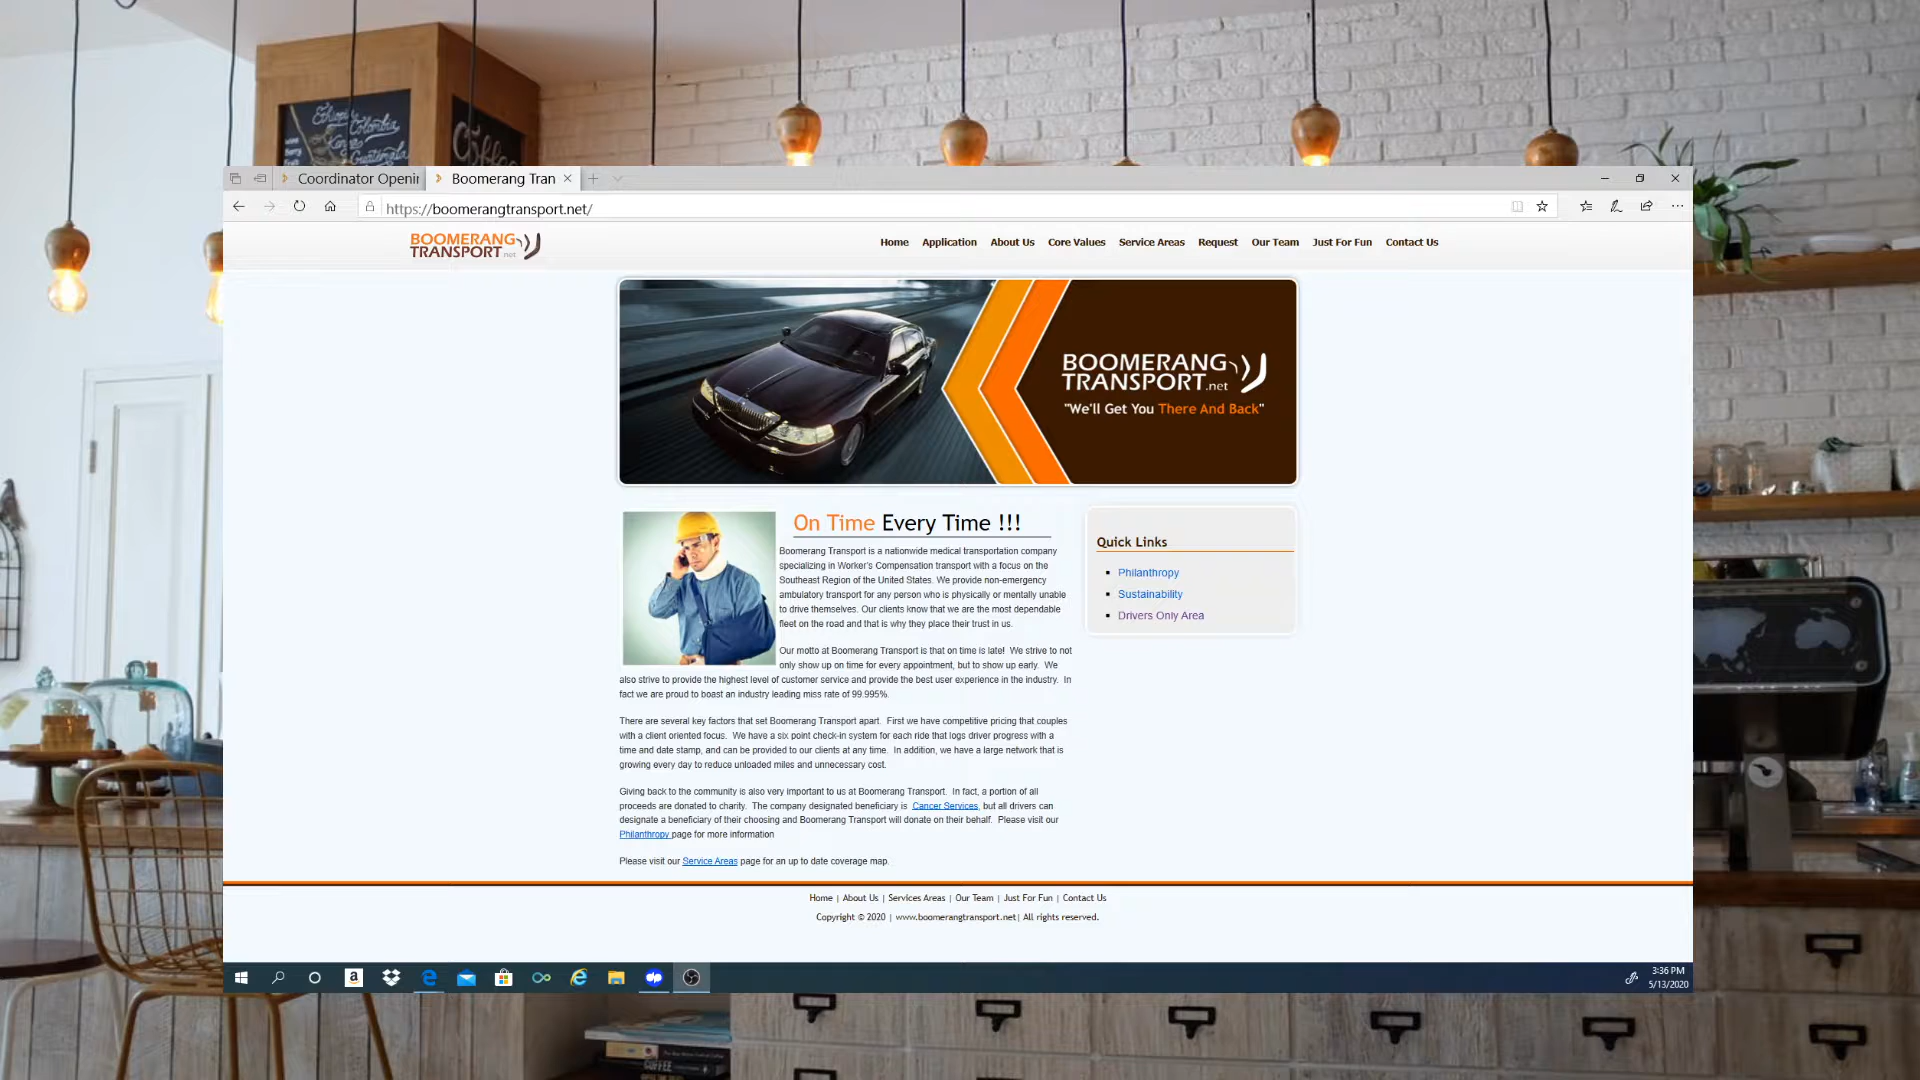 Ethiopia
Colombia
Kenya
Guatemala
Coffee
Coordinator Openin
Boomerang Tran
https://boomerangtransport.net/
BOOMERANG
TRANSPORT.net
Home Application About Us Core Values Service Areas Request Our Team Just For Fun Contact Us
BOOMERANG
TRANSPORT.net
"We'll Get You There And Back"
On Time Every Time !!!
Boomerang Transport is a nationwide medical transportation company
specializing in Worker's Compensation transport with a focus on the
Southeast Region of the United States. We provide non-emergency
ambulatory transport for any person who is physically or mentally unable
to drive themselves. Our clients know that we are the most dependable
fleet on the road and that is why they place their trust in us.
Our motto at Boomerang Transport is that on time is late! We strive to not
only show up on time for every appointment, but to show up early. We
also strive to provide the highest level of customer service and provide the best user experience in the industry. In
fact we are proud to boast an industry leading miss rate of 99.995%.
There are several key factors that set Boomerang Transport apart. First we have competitive pricing that couples
with a client oriented focus. We have a six point check-in system for each ride that logs driver progress with a
time and date stamp, and can be provided to our clients at any time. In addition, we have a large network that is
growing every day to reduce unloaded miles and unnecessary cost.
Giving back to the community is also very important to us at Boomerang Transport. In fact, a portion of all
proceeds are donated to charity. The company designated beneficiary is Cancer Services, but all drivers can
designate a beneficiary of their choosing and Boomerang Transport will donate on their behalf. Please visit our
Philanthropy page for more information
Please visit our Service Areas page for an up to date coverage map.
Quick Links
Philanthropy
Sustainability
Drivers Only Area
Home | About Us | Services Areas | Our Team | Just For Fun | Contact Us
Copyright © 2020 | www.boomerangtransport.net| All rights reserved.
3:36 PM
5/13/2020
COFFEE